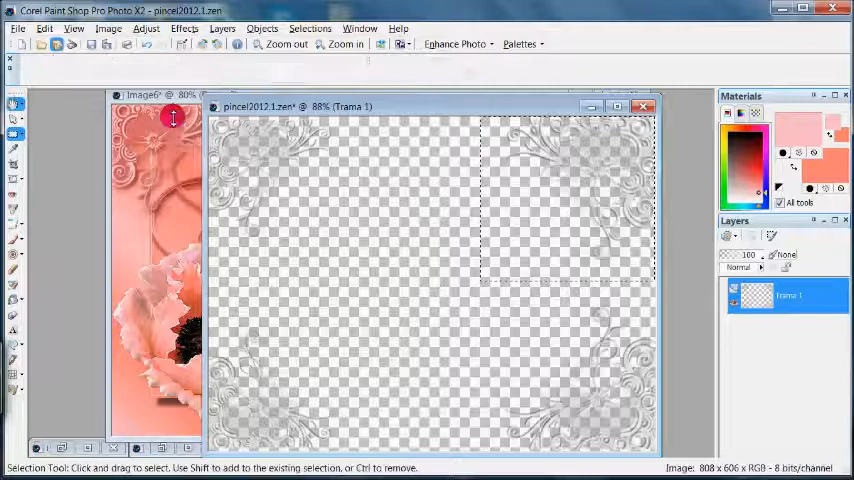 Corel Paint Shop Pro Photo X2 - pincel2012.1.zen
File Edit View Image Adjust Effects Layers Objects Selections Window Help
Zoom out Zoom in Enhance Photo Palettes
Image6* @ 80%
pincel2012.1.zen* @ 88% (Trama 1)
Materials
All tools
Layers
100 None
Normal
Trama 1
Selection Tool: Click and drag to select. Use Shift to add to the existing selection, or Ctrl to remove.
Image: 808 x 606 x RGB - 8 bits/channel